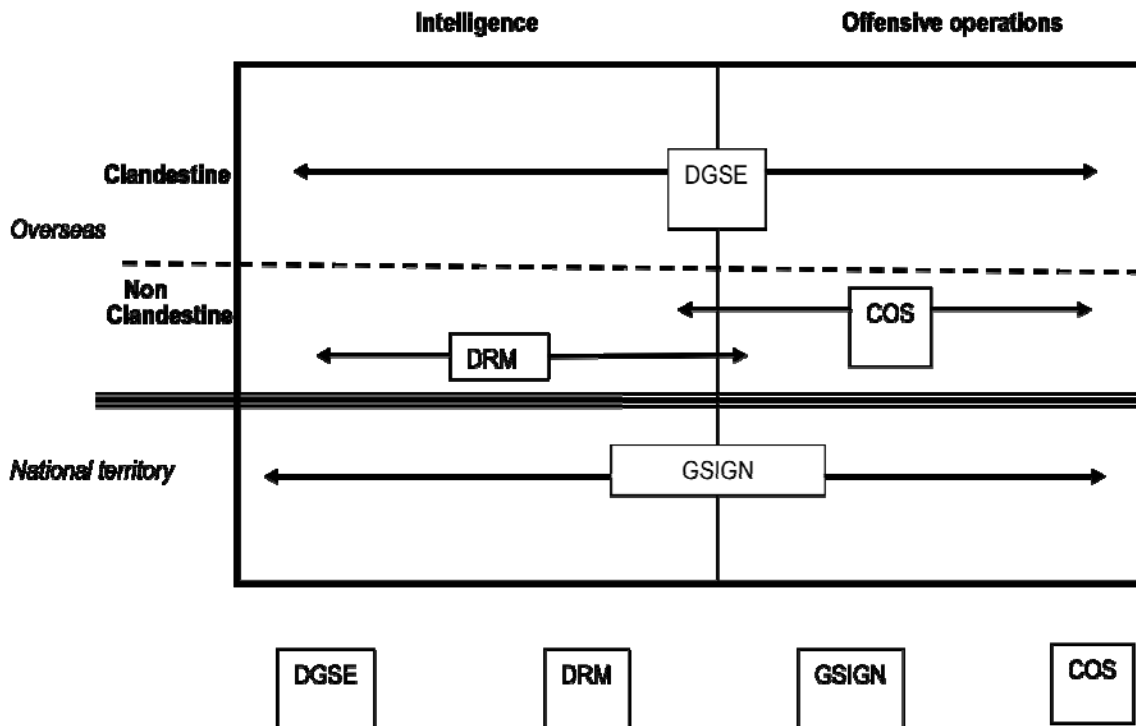 Intelligence Offensive operations
Clandestine
DGSE
Overseas
Non
Clandestine
COS
DRM
National territory
GSIGN
DGSE DRM GSIGN COS